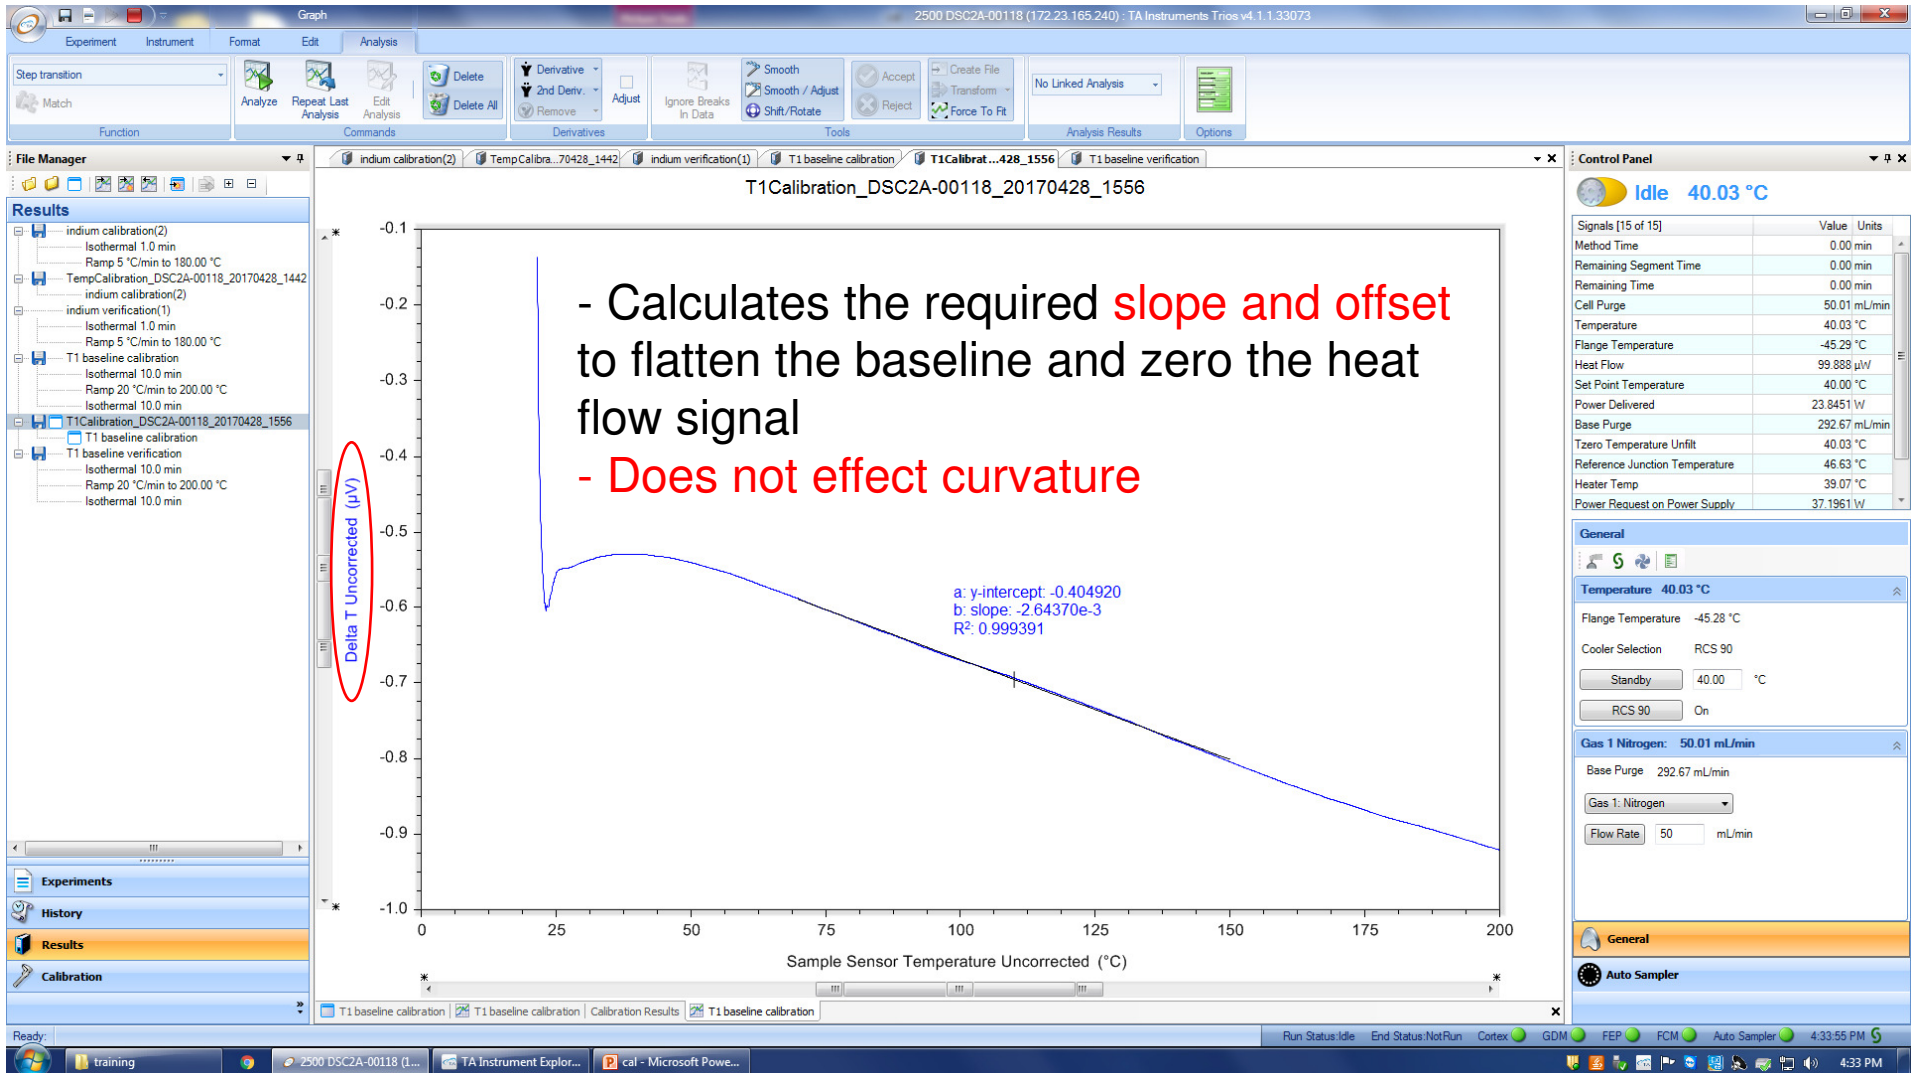 Graph
2500 DSC2A-00118 (172.23.165.240) : TA Instruments Trios v4.1.1.33073
Experiment Instrument Format Edit Analysis
Step transition
Match
Function
Analyze
Repeat Last Analysis
Edit Analysis
Delete
Delete All
Commands
Derivative
2nd Deriv.
Remove
Adjust
Derivatives
Ignore Breaks In Data
Smooth
Smooth / Adjust
Shift/Rotate
Accept
Reject
Create File
Transform
Force To Fit
Tools
No Linked Analysis
Analysis Results
Options
File Manager
Results
indium calibration(2)
Isothermal 1.0 min
Ramp 5 °C/min to 180.00 °C
TempCalibration_DSC2A-00118_20170428_1442
indium calibration(2)
indium verification(1)
Isothermal 1.0 min
Ramp 5 °C/min to 180.00 °C
T1 baseline calibration
Isothermal 10.0 min
Ramp 20 °C/min to 200.00 °C
Isothermal 10.0 min
T1Calibration_DSC2A-00118_20170428_1556
T1 baseline calibration
T1 baseline verification
Isothermal 10.0 min
Ramp 20 °C/min to 200.00 °C
Isothermal 10.0 min
Experiments
History
Results
Calibration
indium calibration(2) TempCalibra...70428_1442 indium verification(1) T1 baseline calibration T1Calibrat...428_1556 T1 baseline verification
T1Calibration_DSC2A-00118_20170428_1556
- Calculates the required slope and offset
to flatten the baseline and zero the heat
flow signal
- Does not effect curvature
Delta T Uncorrected (µV)
-0.1
-0.2
-0.3
-0.4
-0.5
-0.6
-0.7
-0.8
-0.9
-1.0
a: y-intercept: -0.404920
b: slope: -2.64370e-3
R²: 0.999391
0 25 50 75 100 125 150 175 200
Sample Sensor Temperature Uncorrected (°C)
T1 baseline calibration T1 baseline calibration Calibration Results T1 baseline calibration
Control Panel
Idle 40.03 °C
Signals [15 of 15] Value Units
Method Time 0.00 min
Remaining Segment Time 0.00 min
Remaining Time 0.00 min
Cell Purge 50.01 mL/min
Temperature 40.03 °C
Flange Temperature -45.29 °C
Heat Flow 99.888 µW
Set Point Temperature 40.00 °C
Power Delivered 23.8451 W
Base Purge 292.67 mL/min
Tzero Temperature Unfilt 40.03 °C
Reference Junction Temperature 46.63 °C
Heater Temp 39.07 °C
Power Request on Power Supply 37.1961 W
General
Temperature 40.03 °C
Flange Temperature -45.28 °C
Cooler Selection RCS 90
Standby 40.00 °C
RCS 90 On
Gas 1 Nitrogen: 50.01 mL/min
Base Purge 292.67 mL/min
Gas 1: Nitrogen
Flow Rate 50 mL/min
General
Auto Sampler
Ready:
Run Status:Idle End Status:NotRun Cortex GDM FEP FCM Auto Sampler 4:33:55 PM
training
2500 DSC2A-00118 (1...
TA Instrument Explor...
cal - Microsoft Powe...
4:33 PM